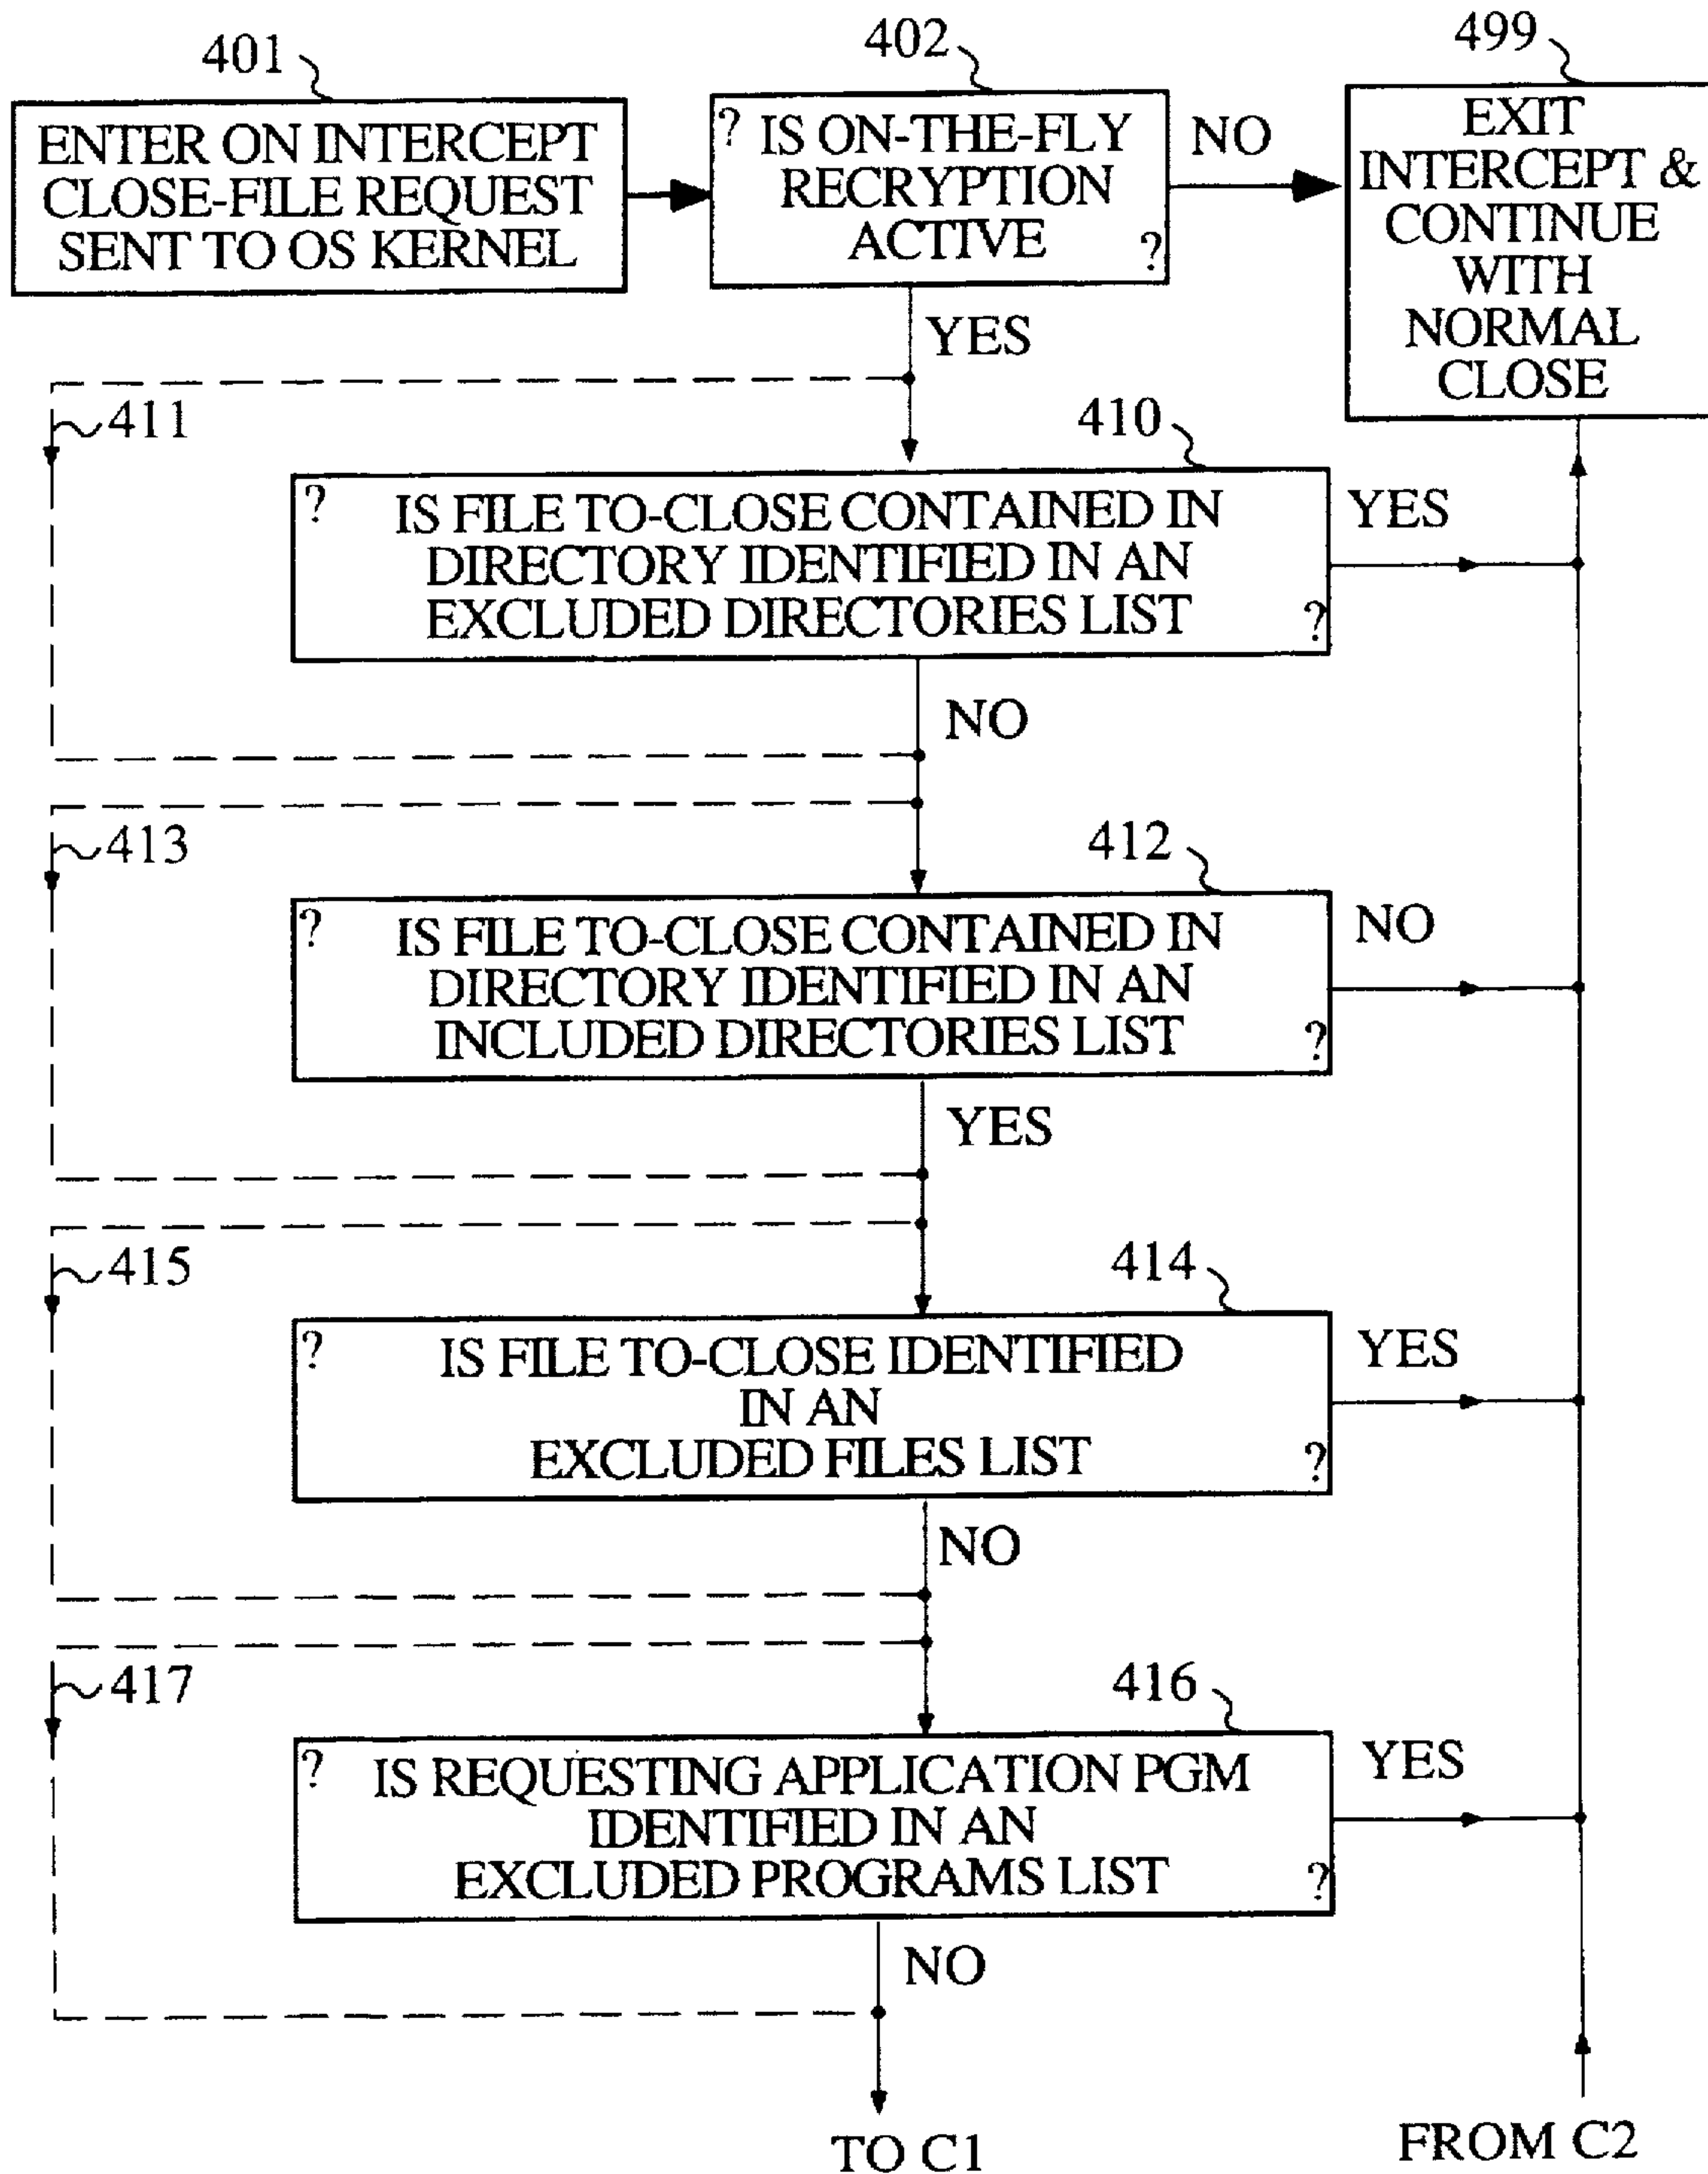 401
ENTER ON INTERCEPT
CLOSE-FILE REQUEST
SENT TO OS KERNEL
402
? IS ON-THE-FLY
RECRYPTION
ACTIVE ?
NO
499
EXIT
INTERCEPT &
CONTINUE
WITH
NORMAL
CLOSE
YES
411
410
? IS FILE TO-CLOSE CONTAINED IN
DIRECTORY IDENTIFIED IN AN
EXCLUDED DIRECTORIES LIST ?
YES
NO
413
412
? IS FILE TO-CLOSE CONTAINED IN
DIRECTORY IDENTIFIED IN AN
INCLUDED DIRECTORIES LIST ?
NO
YES
415
414
? IS FILE TO-CLOSE IDENTIFIED
IN AN
EXCLUDED FILES LIST ?
YES
NO
417
416
? IS REQUESTING APPLICATION PGM
IDENTIFIED IN AN
EXCLUDED PROGRAMS LIST ?
YES
NO
TO C1
FROM C2